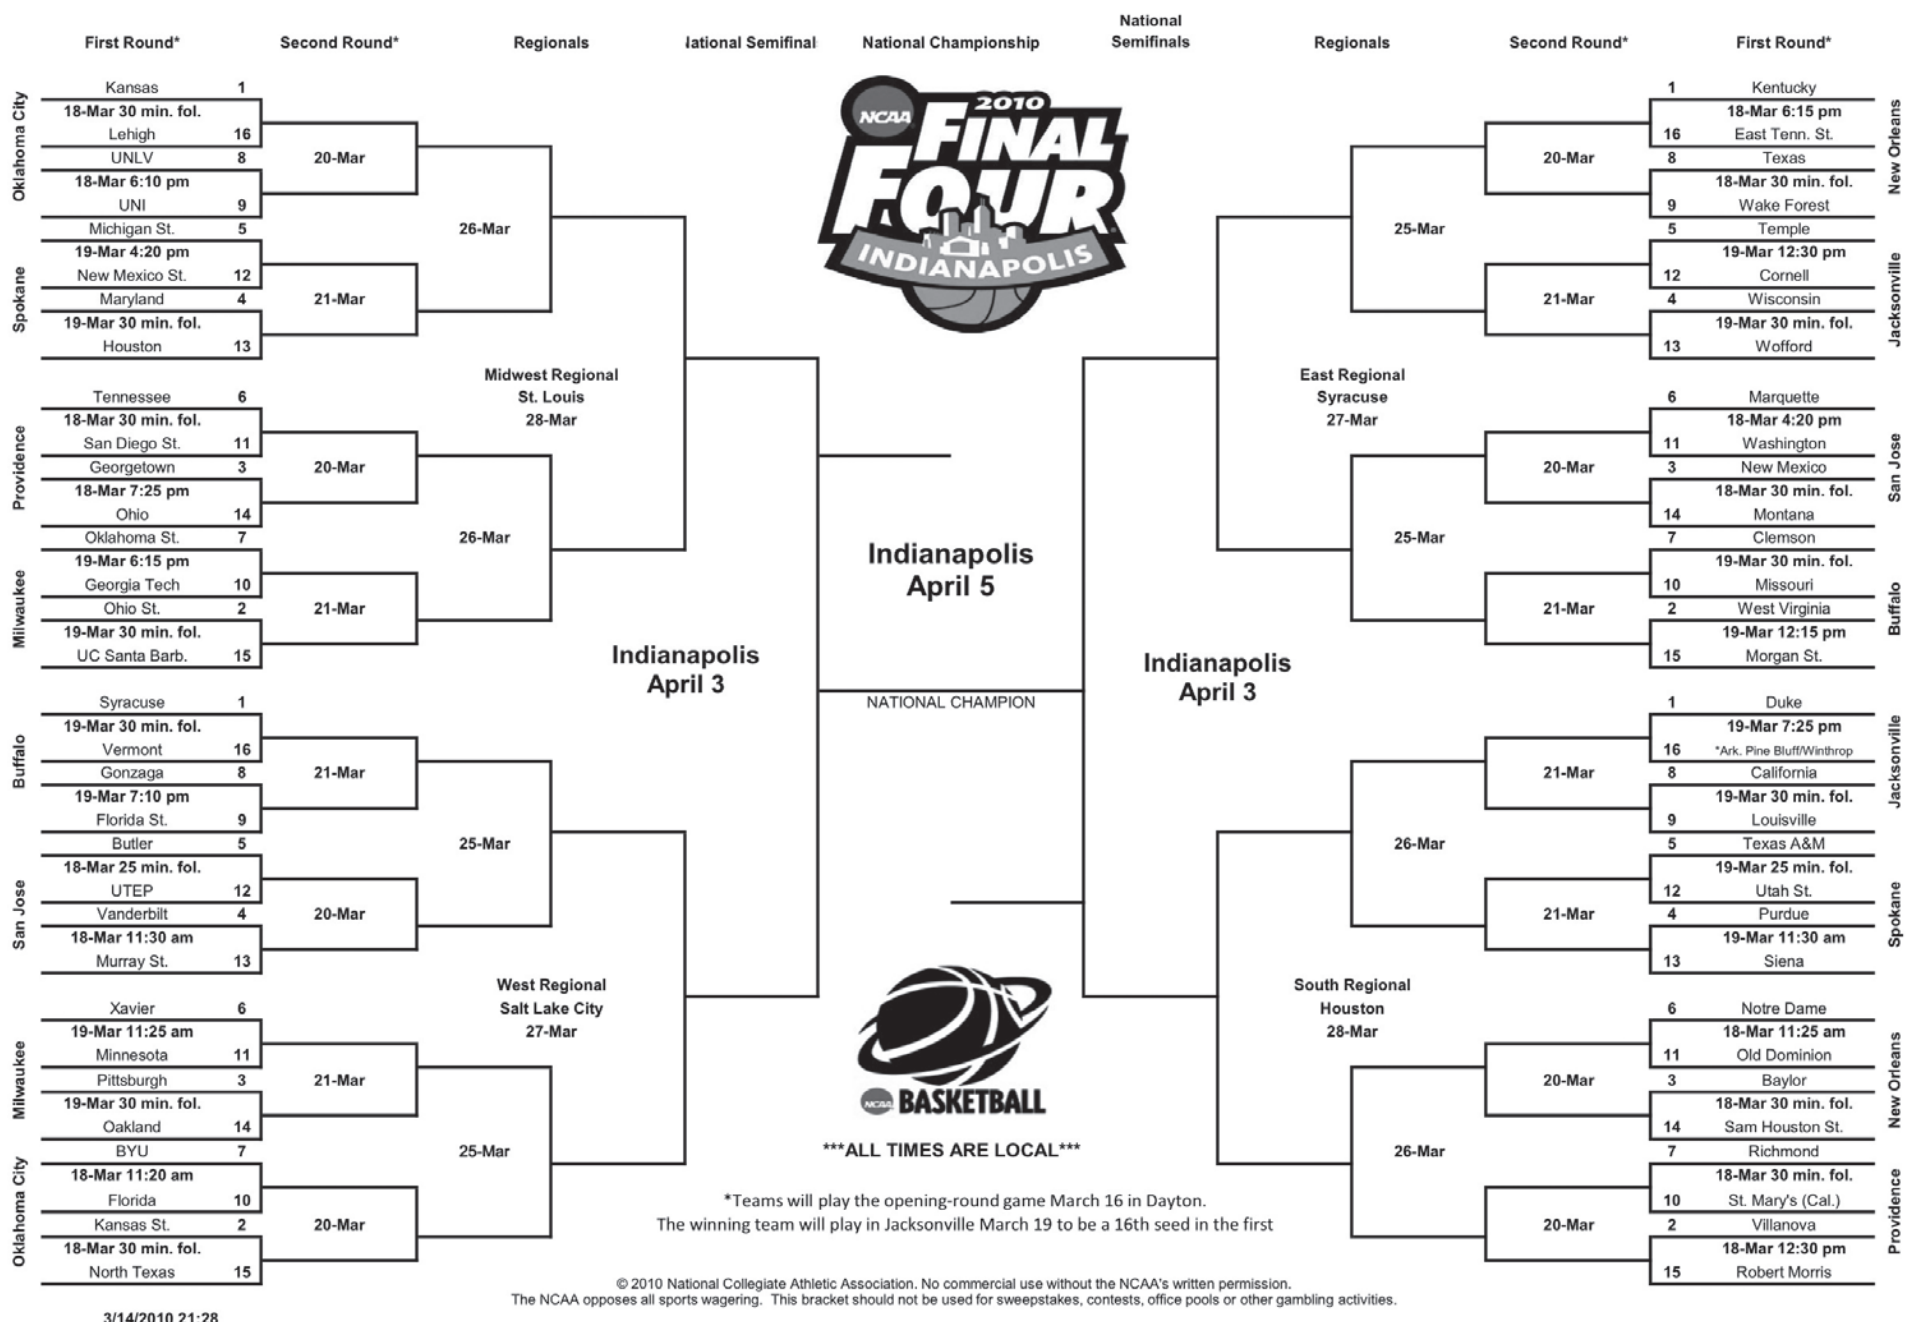 National
First Round*
Second Round*
Regionals
National Semifinal
National Championship
Semifinals
Regionals
Second Round*
First Round*
Oklahoma City
Kansas 1
18-Mar 30 min. fol.
Lehigh 16
UNLV 8
18-Mar 6:10 pm
UNI 9
20-Mar
Spokane
Michigan St. 5
19-Mar 4:20 pm
New Mexico St. 12
Maryland 4
19-Mar 30 min. fol.
Houston 13
21-Mar
26-Mar
Midwest Regional
St. Louis
28-Mar
Providence
Tennessee 6
18-Mar 30 min. fol.
San Diego St. 11
Georgetown 3
18-Mar 7:25 pm
Ohio 14
20-Mar
Milwaukee
Oklahoma St. 7
19-Mar 6:15 pm
Georgia Tech 10
Ohio St. 2
19-Mar 30 min. fol.
UC Santa Barb. 15
21-Mar
26-Mar
Indianapolis
April 3
Buffalo
Syracuse 1
19-Mar 30 min. fol.
Vermont 16
Gonzaga 8
19-Mar 7:10 pm
Florida St. 9
21-Mar
San Jose
Butler 5
18-Mar 25 min. fol.
UTEP 12
Vanderbilt 4
18-Mar 11:30 am
Murray St. 13
20-Mar
25-Mar
West Regional
Salt Lake City
27-Mar
Milwaukee
Xavier 6
19-Mar 11:25 am
Minnesota 11
Pittsburgh 3
19-Mar 30 min. fol.
Oakland 14
21-Mar
Oklahoma City
BYU 7
18-Mar 11:20 am
Florida 10
Kansas St. 2
18-Mar 30 min. fol.
North Texas 15
20-Mar
25-Mar
NCAA
2010
FINAL
FOUR
INDIANAPOLIS
Indianapolis
April 5
NATIONAL CHAMPION
New Orleans
1 Kentucky
18-Mar 6:15 pm
16 East Tenn. St.
8 Texas
18-Mar 30 min. fol.
9 Wake Forest
20-Mar
Jacksonville
5 Temple
19-Mar 12:30 pm
12 Cornell
4 Wisconsin
19-Mar 30 min. fol.
13 Wofford
21-Mar
25-Mar
East Regional
Syracuse
27-Mar
San Jose
6 Marquette
18-Mar 4:20 pm
11 Washington
3 New Mexico
18-Mar 30 min. fol.
14 Montana
20-Mar
Buffalo
7 Clemson
19-Mar 30 min. fol.
10 Missouri
2 West Virginia
19-Mar 12:15 pm
15 Morgan St.
21-Mar
25-Mar
Indianapolis
April 3
Jacksonville
1 Duke
19-Mar 7:25 pm
16 *Ark. Pine Bluff/Winthrop
8 California
19-Mar 30 min. fol.
9 Louisville
21-Mar
Spokane
5 Texas A&M
19-Mar 25 min. fol.
12 Utah St.
4 Purdue
19-Mar 11:30 am
13 Siena
21-Mar
26-Mar
South Regional
Houston
28-Mar
New Orleans
6 Notre Dame
18-Mar 11:25 am
11 Old Dominion
3 Baylor
18-Mar 30 min. fol.
14 Sam Houston St.
20-Mar
Providence
7 Richmond
18-Mar 30 min. fol.
10 St. Mary's (Cal.)
2 Villanova
18-Mar 12:30 pm
15 Robert Morris
20-Mar
26-Mar
NCAA BASKETBALL
***ALL TIMES ARE LOCAL***
*Teams will play the opening-round game March 16 in Dayton.
The winning team will play in Jacksonville March 19 to be a 16th seed in the first
© 2010 National Collegiate Athletic Association. No commercial use without the NCAA's written permission.
The NCAA opposes all sports wagering. This bracket should not be used for sweepstakes, contests, office pools or other gambling activities.
3/14/2010 21:28